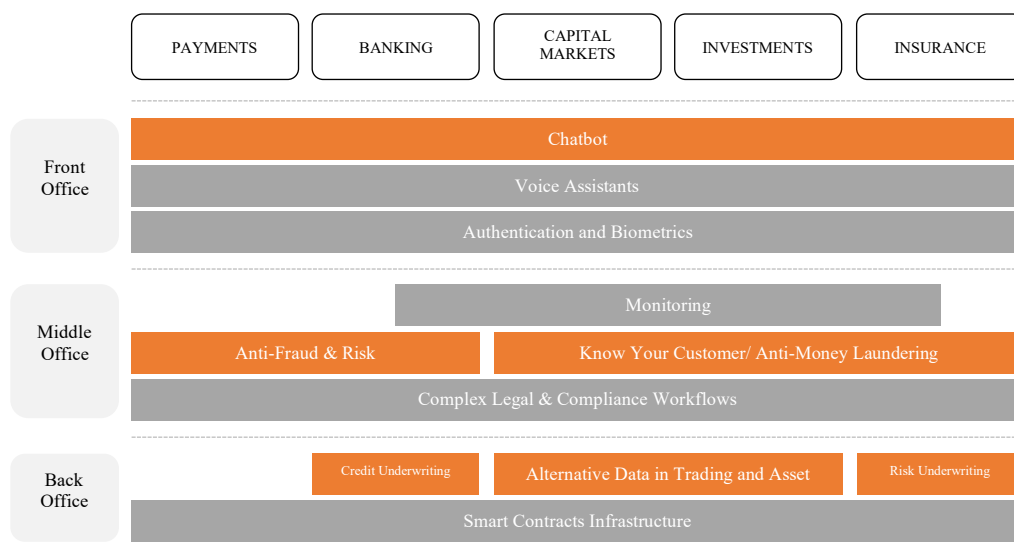 PAYMENTS
BANKING
CAPITAL
MARKETS
INVESTMENTS
INSURANCE
Front
Office
Chatbot
Voice Assistants
Authentication and Biometrics
Middle
Office
Monitoring
Anti-Fraud & Risk
Know Your Customer/ Anti-Money Laundering
Complex Legal & Compliance Workflows
Back
Office
Credit Underwriting
Alternative Data in Trading and Asset
Risk Underwriting
Smart Contracts Infrastructure